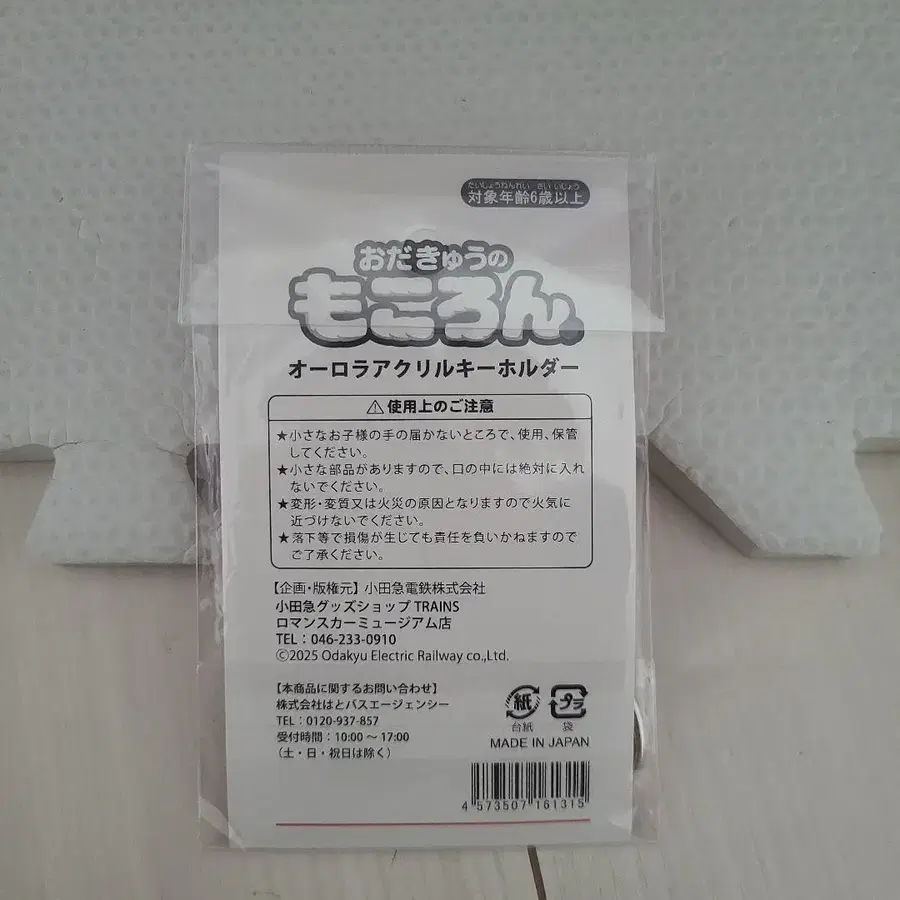 たいしょうねんれい さい いじょう
対象年齢6歳以上
おだきゅうの
もころん
オーロラアクリルキーホルダー
⚠使用上のご注意
★小さなお子様の手の届かないところで、使用、保管
してください。
★小さな部品がありますので、口の中には絶対に入れ
ないでください。
★変形・変質又は火災の原因となりますので火気に
近づけないでください。
★落下等で損傷が生じても責任を負いかねますので
ご了承ください。
【企画・版権元】小田急電鉄株式会社
小田急グッズショップ TRAINS
ロマンスカーミュージアム店
TEL：046-233-0910
©2025 Odakyu Electric Railway co.,Ltd.
【本商品に関するお問い合わせ】
株式会社はとバスエージェンシー
TEL：0120-937-857
受付時間：10:00～17:00
（土・日・祝日は除く）
紙
台紙
プラ
袋
MADE IN JAPAN
4 573507 161315